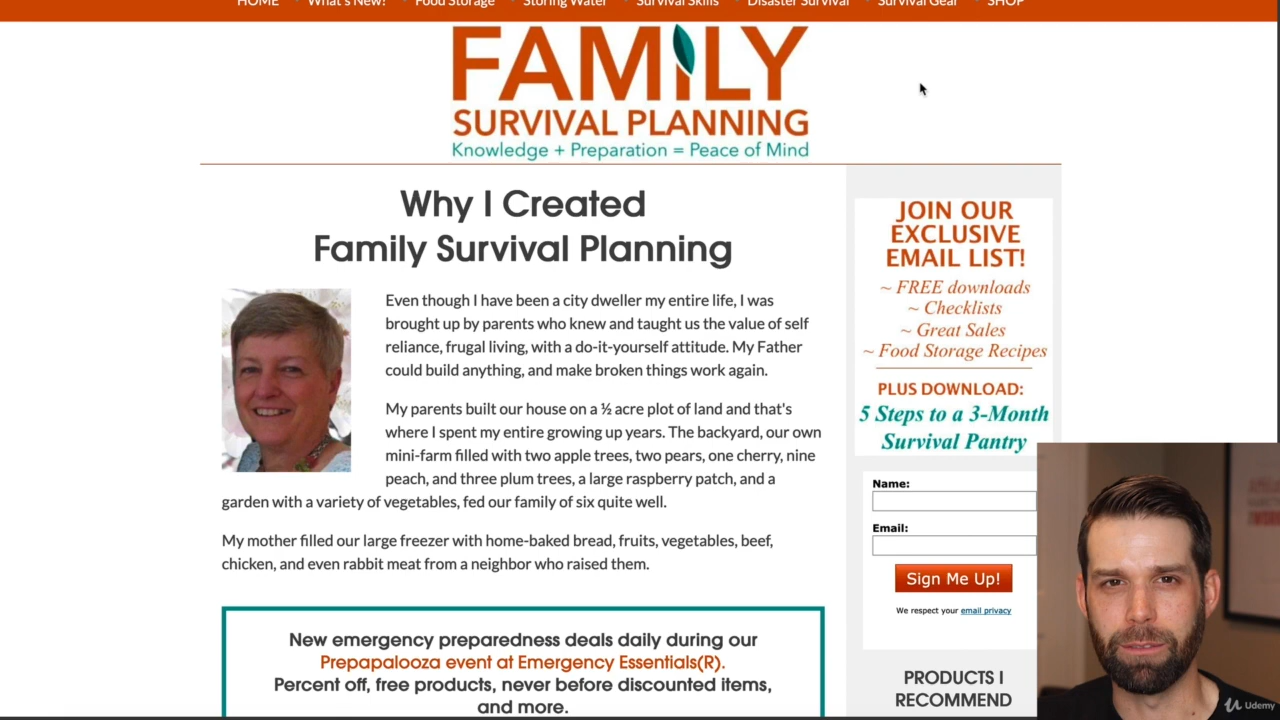 HOME What's New! Food Storage Storing Water Survival Skills Disaster Survival Survival Gear SHOP
FAMILY
SURVIVAL PLANNING
Knowledge + Preparation = Peace of Mind
Why I Created
Family Survival Planning
Even though I have been a city dweller my entire life, I was
brought up by parents who knew and taught us the value of self
reliance, frugal living, with a do-it-yourself attitude. My Father
could build anything, and make broken things work again.
My parents built our house on a ½ acre plot of land and that's
where I spent my entire growing up years. The backyard, our own
mini-farm filled with two apple trees, two pears, one cherry, nine
peach, and three plum trees, a large raspberry patch, and a
garden with a variety of vegetables, fed our family of six quite well.
My mother filled our large freezer with home-baked bread, fruits, vegetables, beef,
chicken, and even rabbit meat from a neighbor who raised them.
New emergency preparedness deals daily during our
Prepapalooza event at Emergency Essentials(R).
Percent off, free products, never before discounted items,
and more.
JOIN OUR
EXCLUSIVE
EMAIL LIST!
~ FREE downloads
~ Checklists
~ Great Sales
~ Food Storage Recipes
PLUS DOWNLOAD:
5 Steps to a 3-Month
Survival Pantry
Name:
Email:
Sign Me Up!
We respect your email privacy
PRODUCTS I
RECOMMEND
Udemy